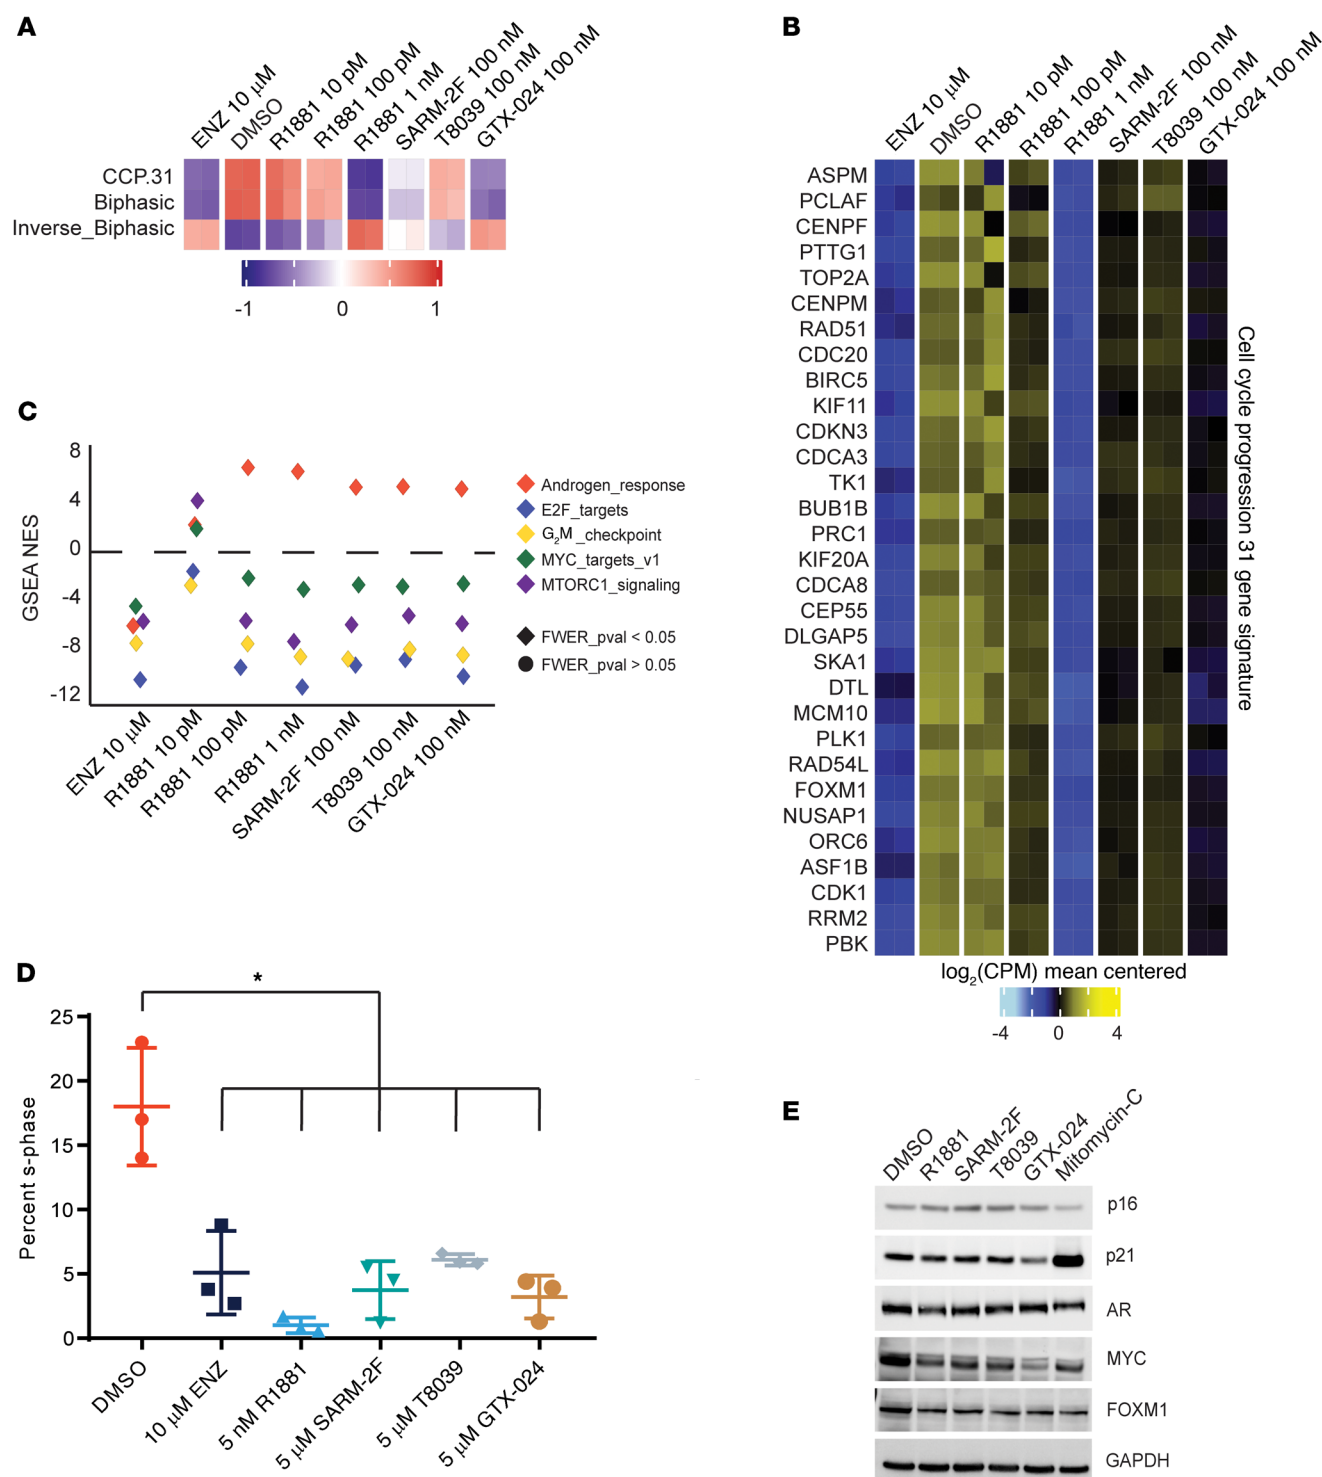 A
ENZ 10 μM
DMSO
R1881 10 pM
R1881 100 pM
R1881 1 nM
SARM-2F 100 nM
T8039 100 nM
GTX-024 100 nM
CCP.31
Biphasic
Inverse_Biphasic
-1 0 1
B
ENZ 10 μM
DMSO
R1881 10 pM
R1881 100 pM
R1881 1 nM
SARM-2F 100 nM
T8039 100 nM
GTX-024 100 nM
ASPM
PCLAF
CENPF
PTTG1
TOP2A
CENPM
RAD51
CDC20
BIRC5
KIF11
CDKN3
CDCA3
TK1
BUB1B
PRC1
KIF20A
CDCA8
CEP55
DLGAP5
SKA1
DTL
MCM10
PLK1
RAD54L
FOXM1
NUSAP1
ORC6
ASF1B
CDK1
RRM2
PBK
Cell cycle progression 31 gene signature
log2(CPM) mean centered
-4 0 4
C
GSEA NES
8
4
0
-4
-8
-12
ENZ 10 μM
R1881 10 pM
R1881 100 pM
R1881 1 nM
SARM-2F 100 nM
T8039 100 nM
GTX-024 100 nM
Androgen_response
E2F_targets
G2M_checkpoint
MYC_targets_v1
MTORC1_signaling
FWER_pval < 0.05
FWER_pval > 0.05
D
*
Percent s-phase
25
20
15
10
5
0
DMSO
10 μM ENZ
5 nM R1881
5 μM SARM-2F
5 μM T8039
5 μM GTX-024
E
DMSO
R1881
SARM-2F
T8039
GTX-024
Mitomycin-C
p16
p21
AR
MYC
FOXM1
GAPDH